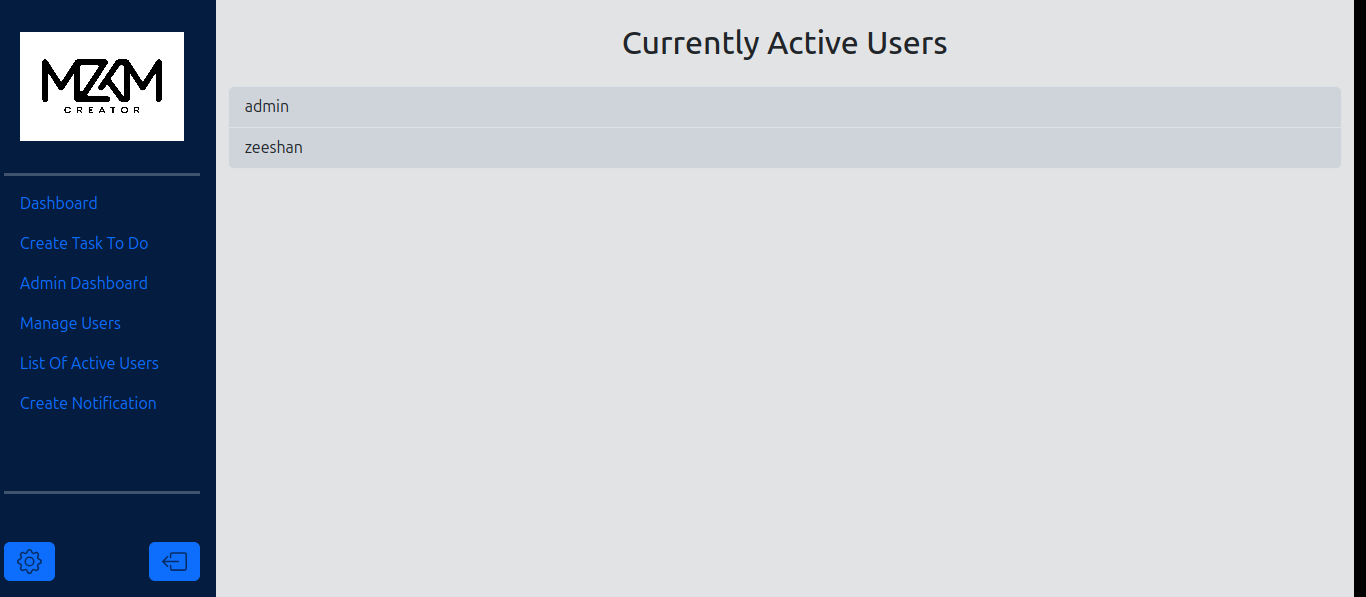 MZKM
CREATOR
Dashboard
Create Task To Do
Admin Dashboard
Manage Users
List Of Active Users
Create Notification
Currently Active Users
admin
zeeshan